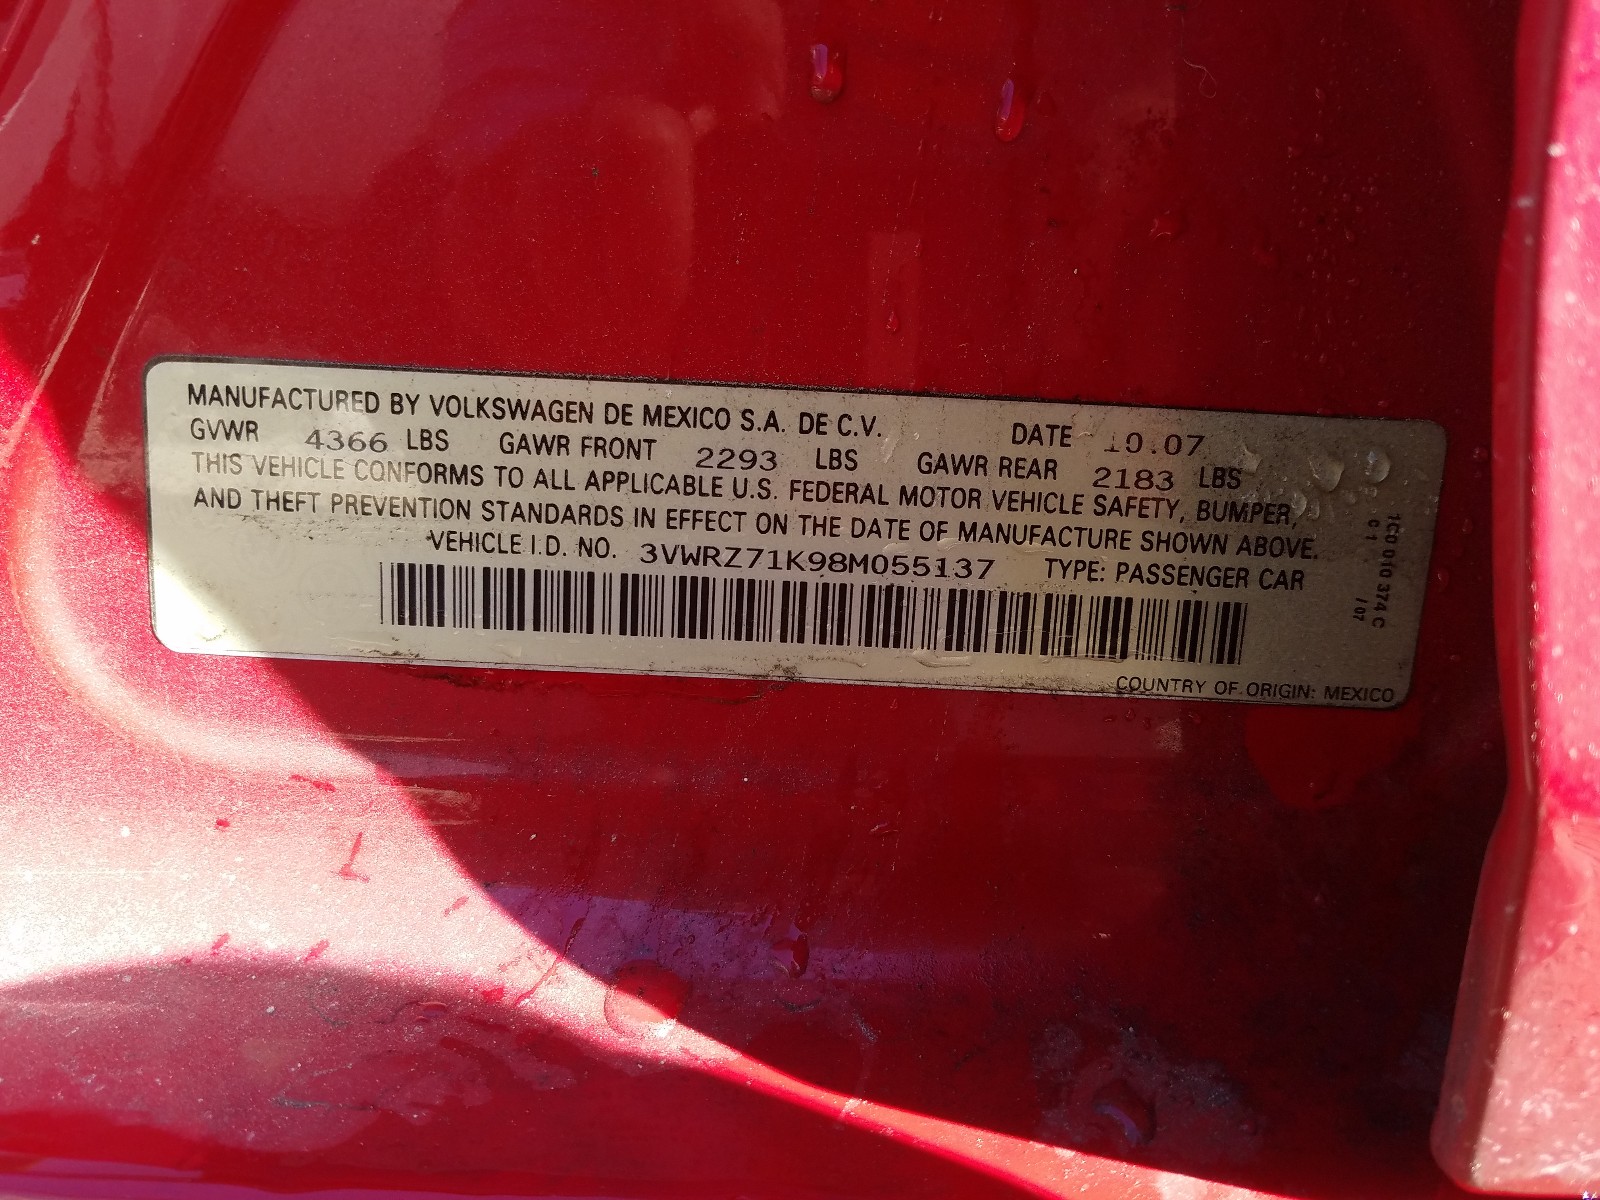 MANUFACTURED BY VOLKSWAGEN DE MEXICO S.A. DE C.V. DATE 10.07
GVWR 4366 LBS GAWR FRONT 2293 LBS GAWR REAR 2183 LBS
THIS VEHICLE CONFORMS TO ALL APPLICABLE U.S. FEDERAL MOTOR VEHICLE SAFETY, BUMPER,
AND THEFT PREVENTION STANDARDS IN EFFECT ON THE DATE OF MANUFACTURE SHOWN ABOVE.
VEHICLE I.D. NO. 3VWRZ71K98M055137 TYPE: PASSENGER CAR
COUNTRY OF ORIGIN: MEXICO
1C0 010 374 C
C 1 / 07